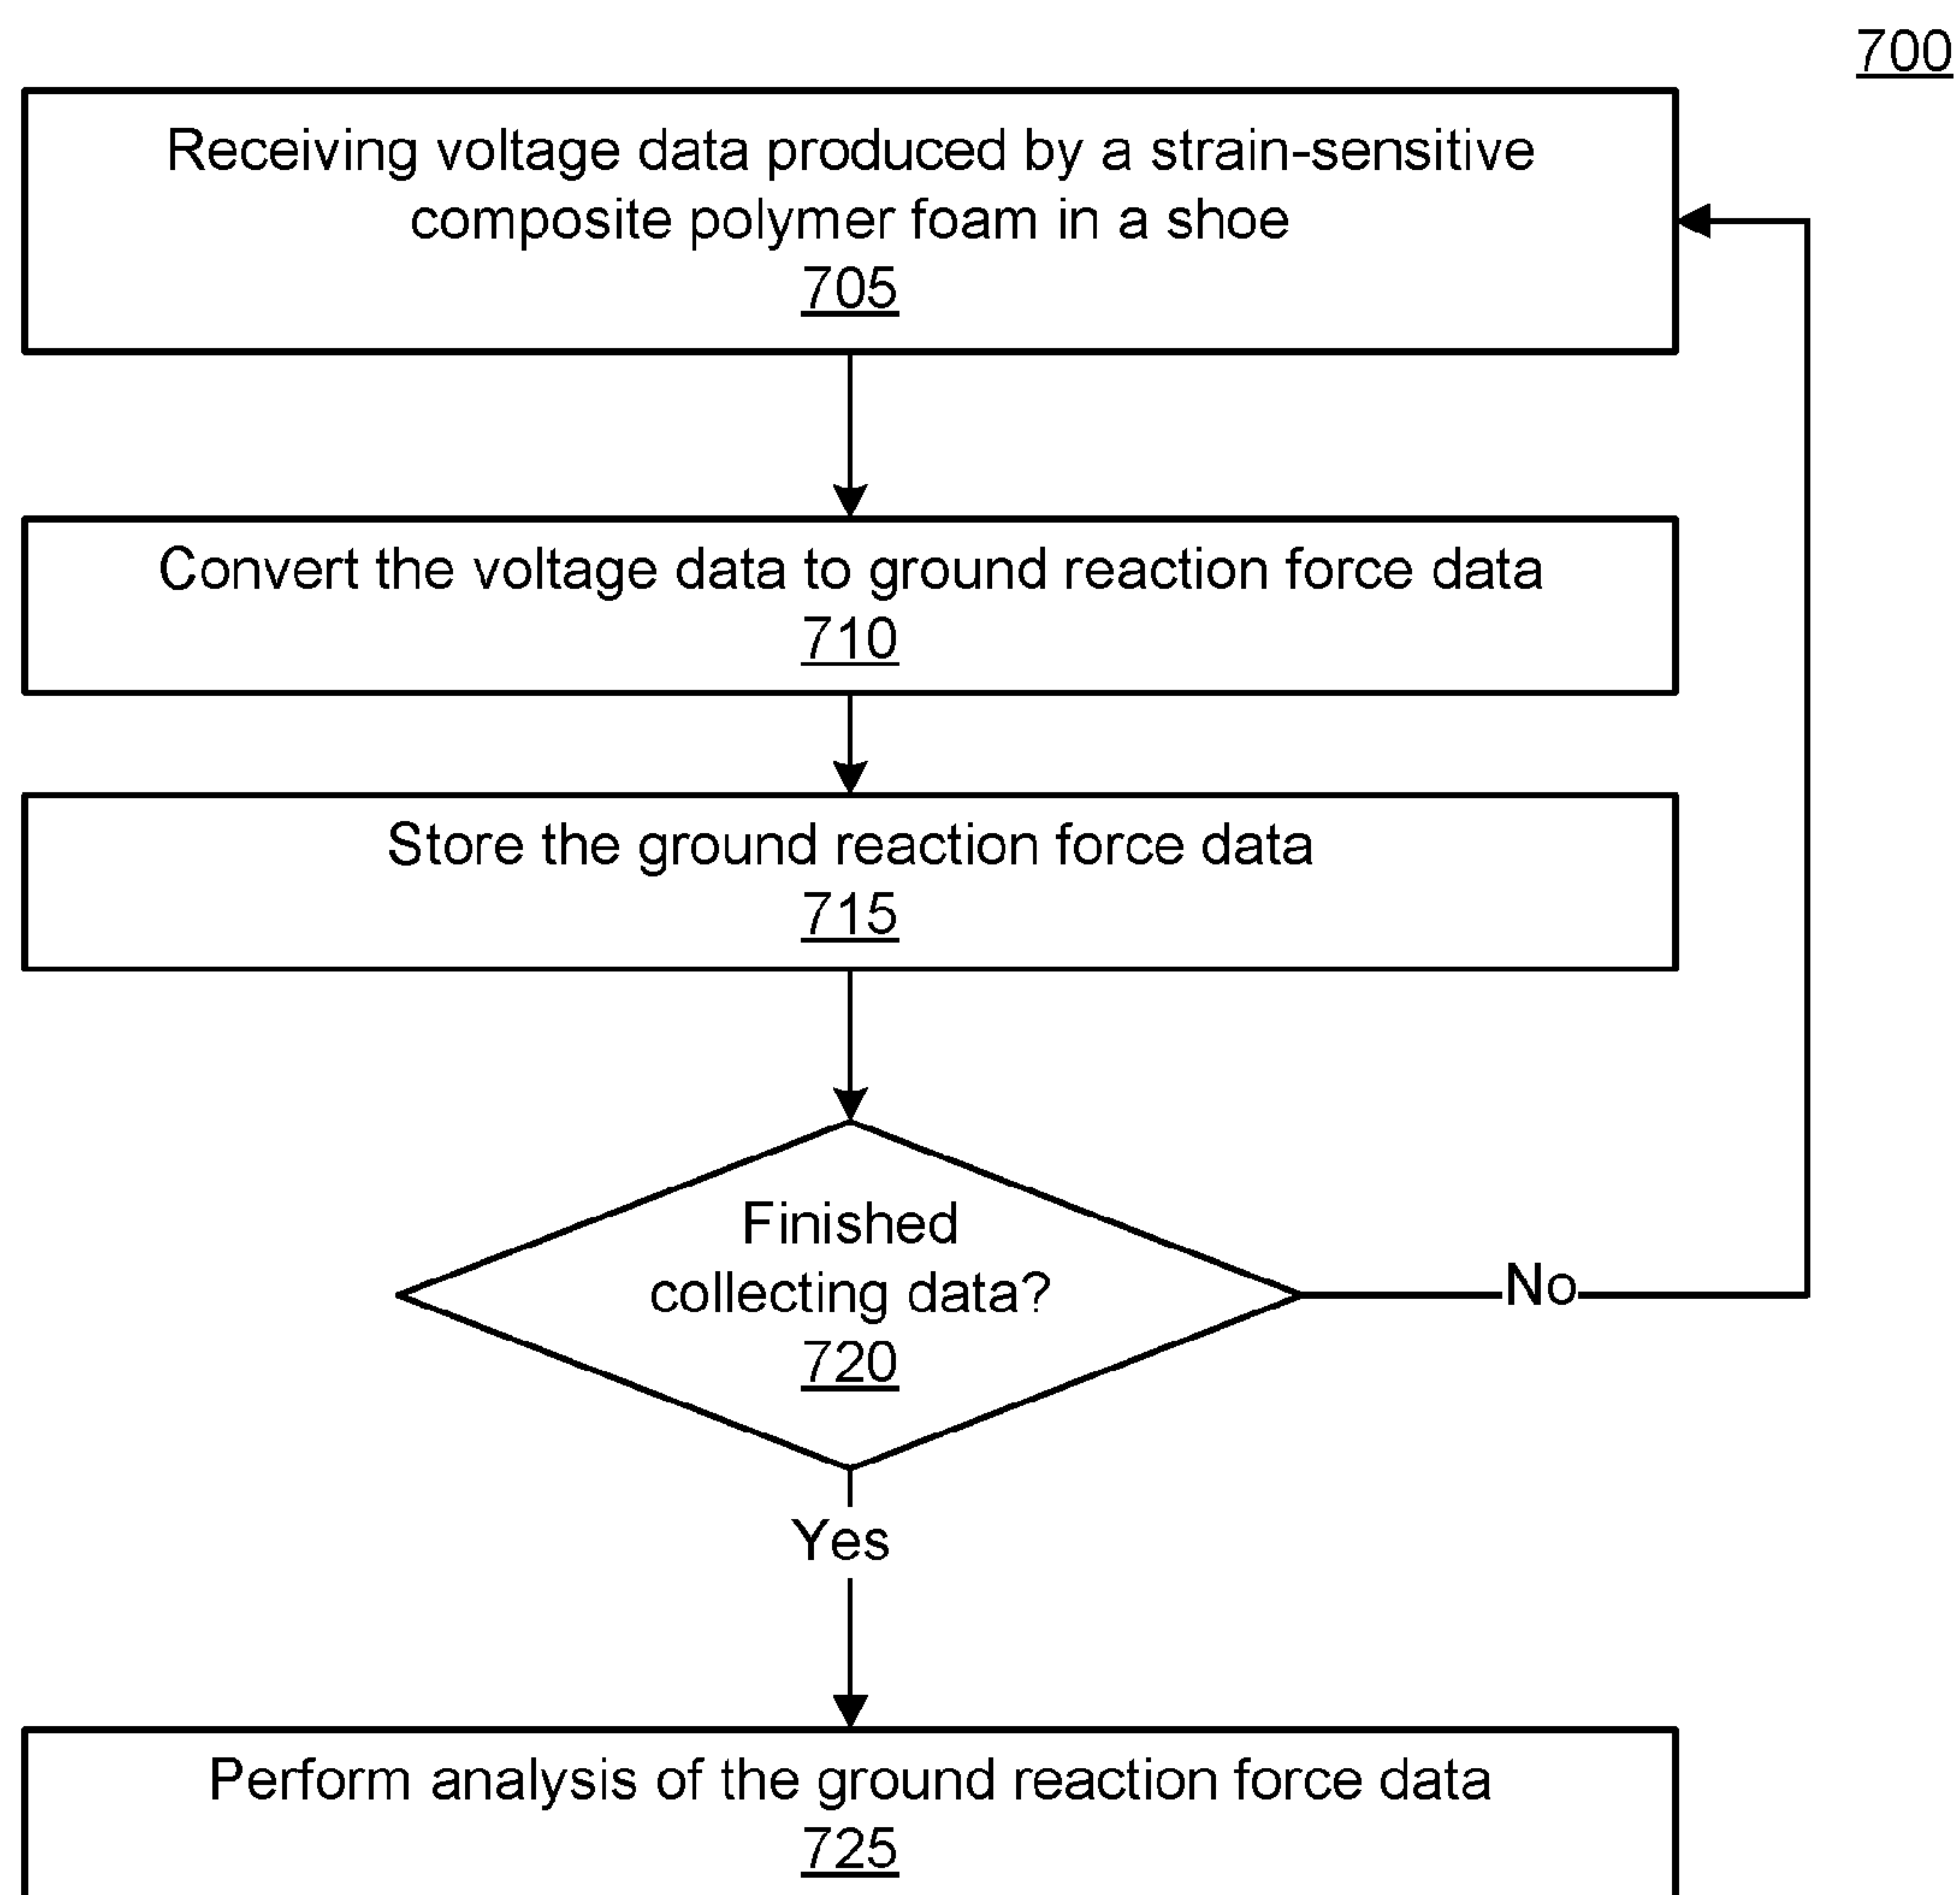 700
Receiving voltage data produced by a strain-sensitive
composite polymer foam in a shoe
705
Convert the voltage data to ground reaction force data
710
Store the ground reaction force data
715
Finished
collecting data?
720
No
Yes
Perform analysis of the ground reaction force data
725